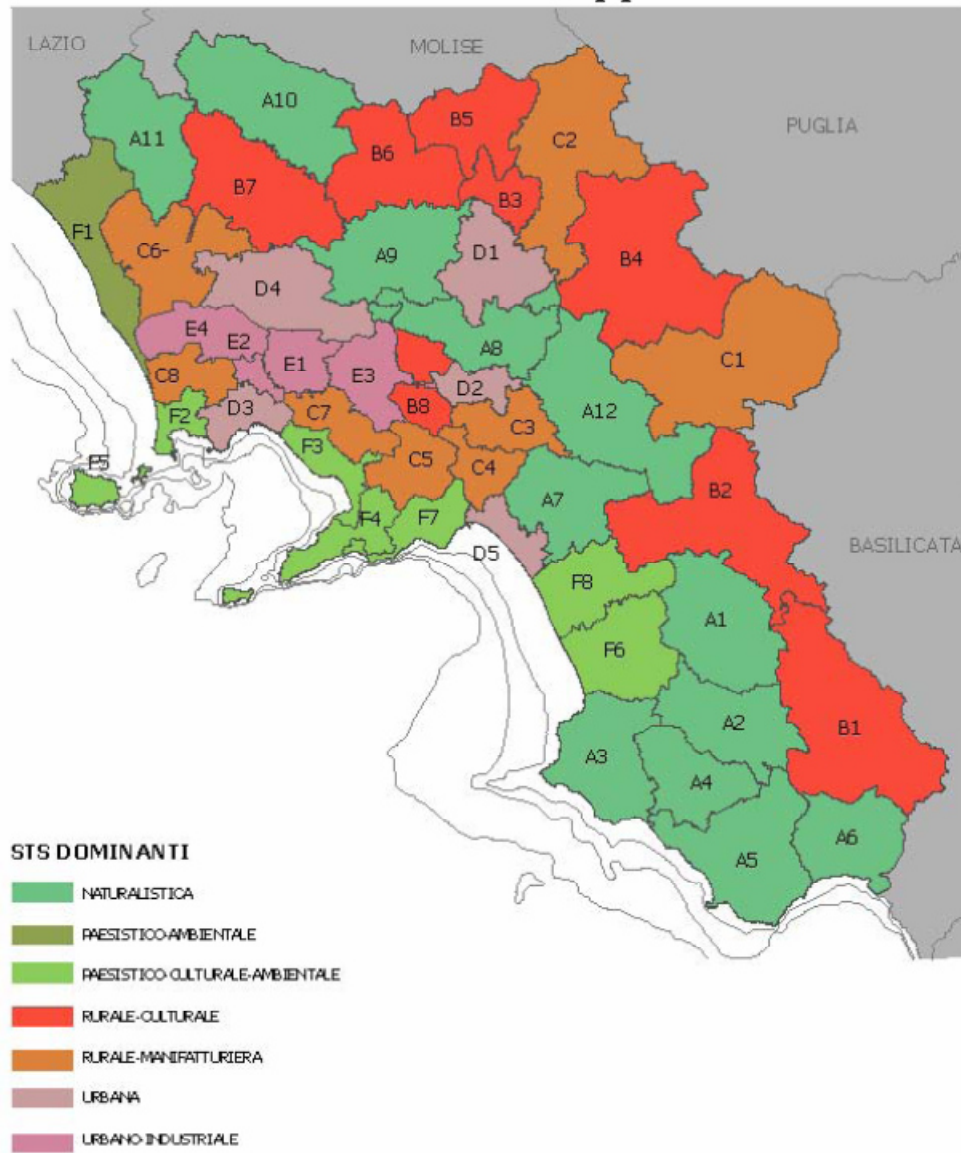 LAZIO
MOLISE
PUGLIA
BASILICATA
A10
A11
B5
B6
C2
B7
B3
F1
C6-
A9
D1
B4
D4
E4
E2
E1
E3
A8
C1
C8
D2
A12
F2
D3
C7
B8
C3
F3
F5
C5
C4
A7
B2
F4
F7
D5
F8
A1
F6
A2
B1
A3
A4
A5
A6
STS DOMINANTI
NATURALISTICA
PAESISTICO-AMBIENTALE
PAESISTICO-CULTURALE-AMBIENTALE
RURALE-CULTURALE
RURALE-MANIFATTURIERA
URBANA
URBANO-INDUSTRIALE